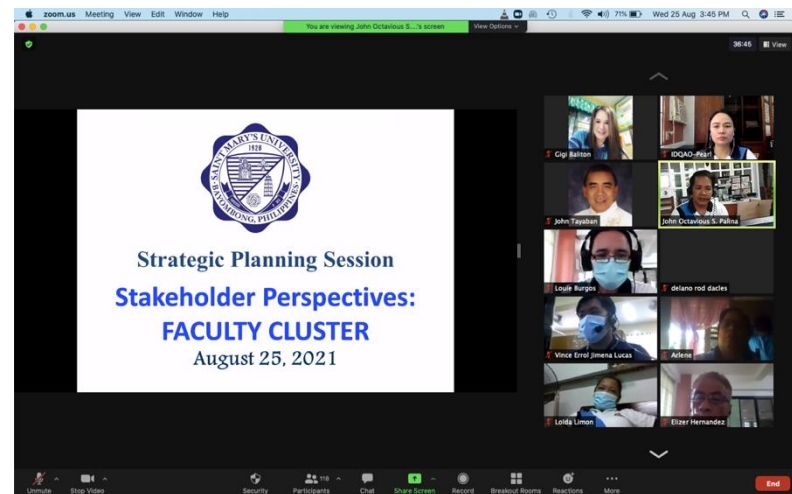 zoom.us Meeting View Edit Window Help
71% Wed 25 Aug 3:45 PM
You are viewing John Octavious S....'s screen View Options
36:45 View
SAINT MARY'S UNIVERSITY
1928
BAYOMBONG, PHILIPPINES
Strategic Planning Session
Stakeholder Perspectives:
FACULTY CLUSTER
August 25, 2021
Gigi Baliton
IDQAO-Pearl
John Tayaban
John Octavious S. Palina
Louie Burgos
delano rod dacles
Vince Errol Jimena Lucas
Arlene
Loida Limon
Elizer Hernandez
Unmute Stop Video Security Participants 118 Chat Share Screen Record Breakout Rooms Reactions More End